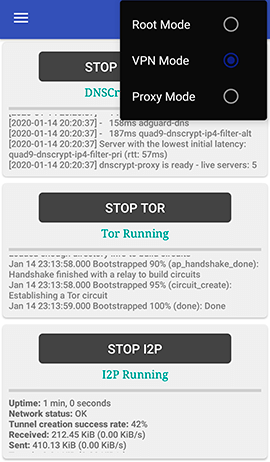 Root Mode
VPN Mode
Proxy Mode
STOP
DNSCr
[2020-01-14 20:20:37] - 158ms adguard-dns
[2020-01-14 20:20:37] - 187ms quad9-dnscrypt-ip4-filter-alt
[2020-01-14 20:20:37] Server with the lowest initial latency:
quad9-dnscrypt-ip4-filter-pri (rtt: 57ms)
[2020-01-14 20:20:37] dnscrypt-proxy is ready - live servers: 5
STOP TOR
Tor Running
Jan 14 23:13:58.000 Bootstrapped 90% (ap_handshake_done):
Handshake finished with a relay to build circuits
Jan 14 23:13:58.000 Bootstrapped 95% (circuit_create):
Establishing a Tor circuit
Jan 14 23:13:59.000 Bootstrapped 100% (done): Done
STOP I2P
I2P Running
Uptime: 1 min, 0 seconds
Network status: OK
Tunnel creation success rate: 42%
Received: 212.45 KiB (0.00 KiB/s)
Sent: 410.13 KiB (0.00 KiB/s)